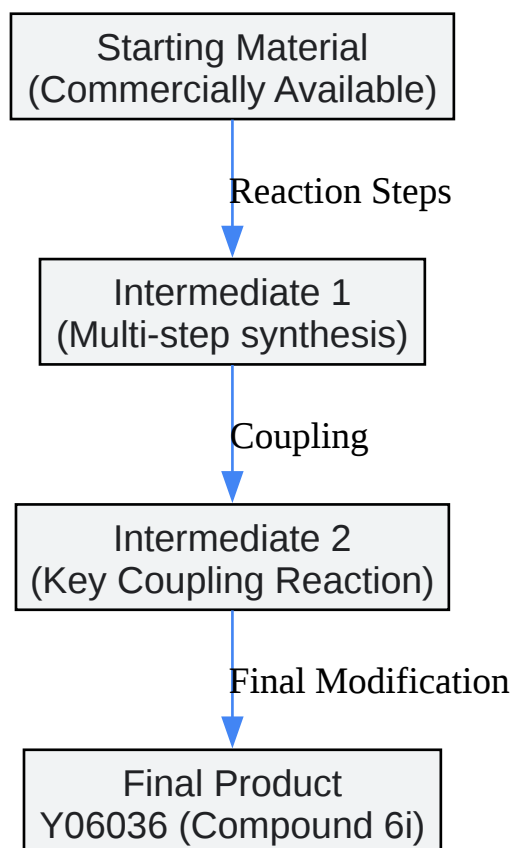 Starting Material
(Commercially Available)
Reaction Steps
Intermediate 1
(Multi-step synthesis)
Coupling
Intermediate 2
(Key Coupling Reaction)
Final Modification
Final Product
Y06036 (Compound 6i)